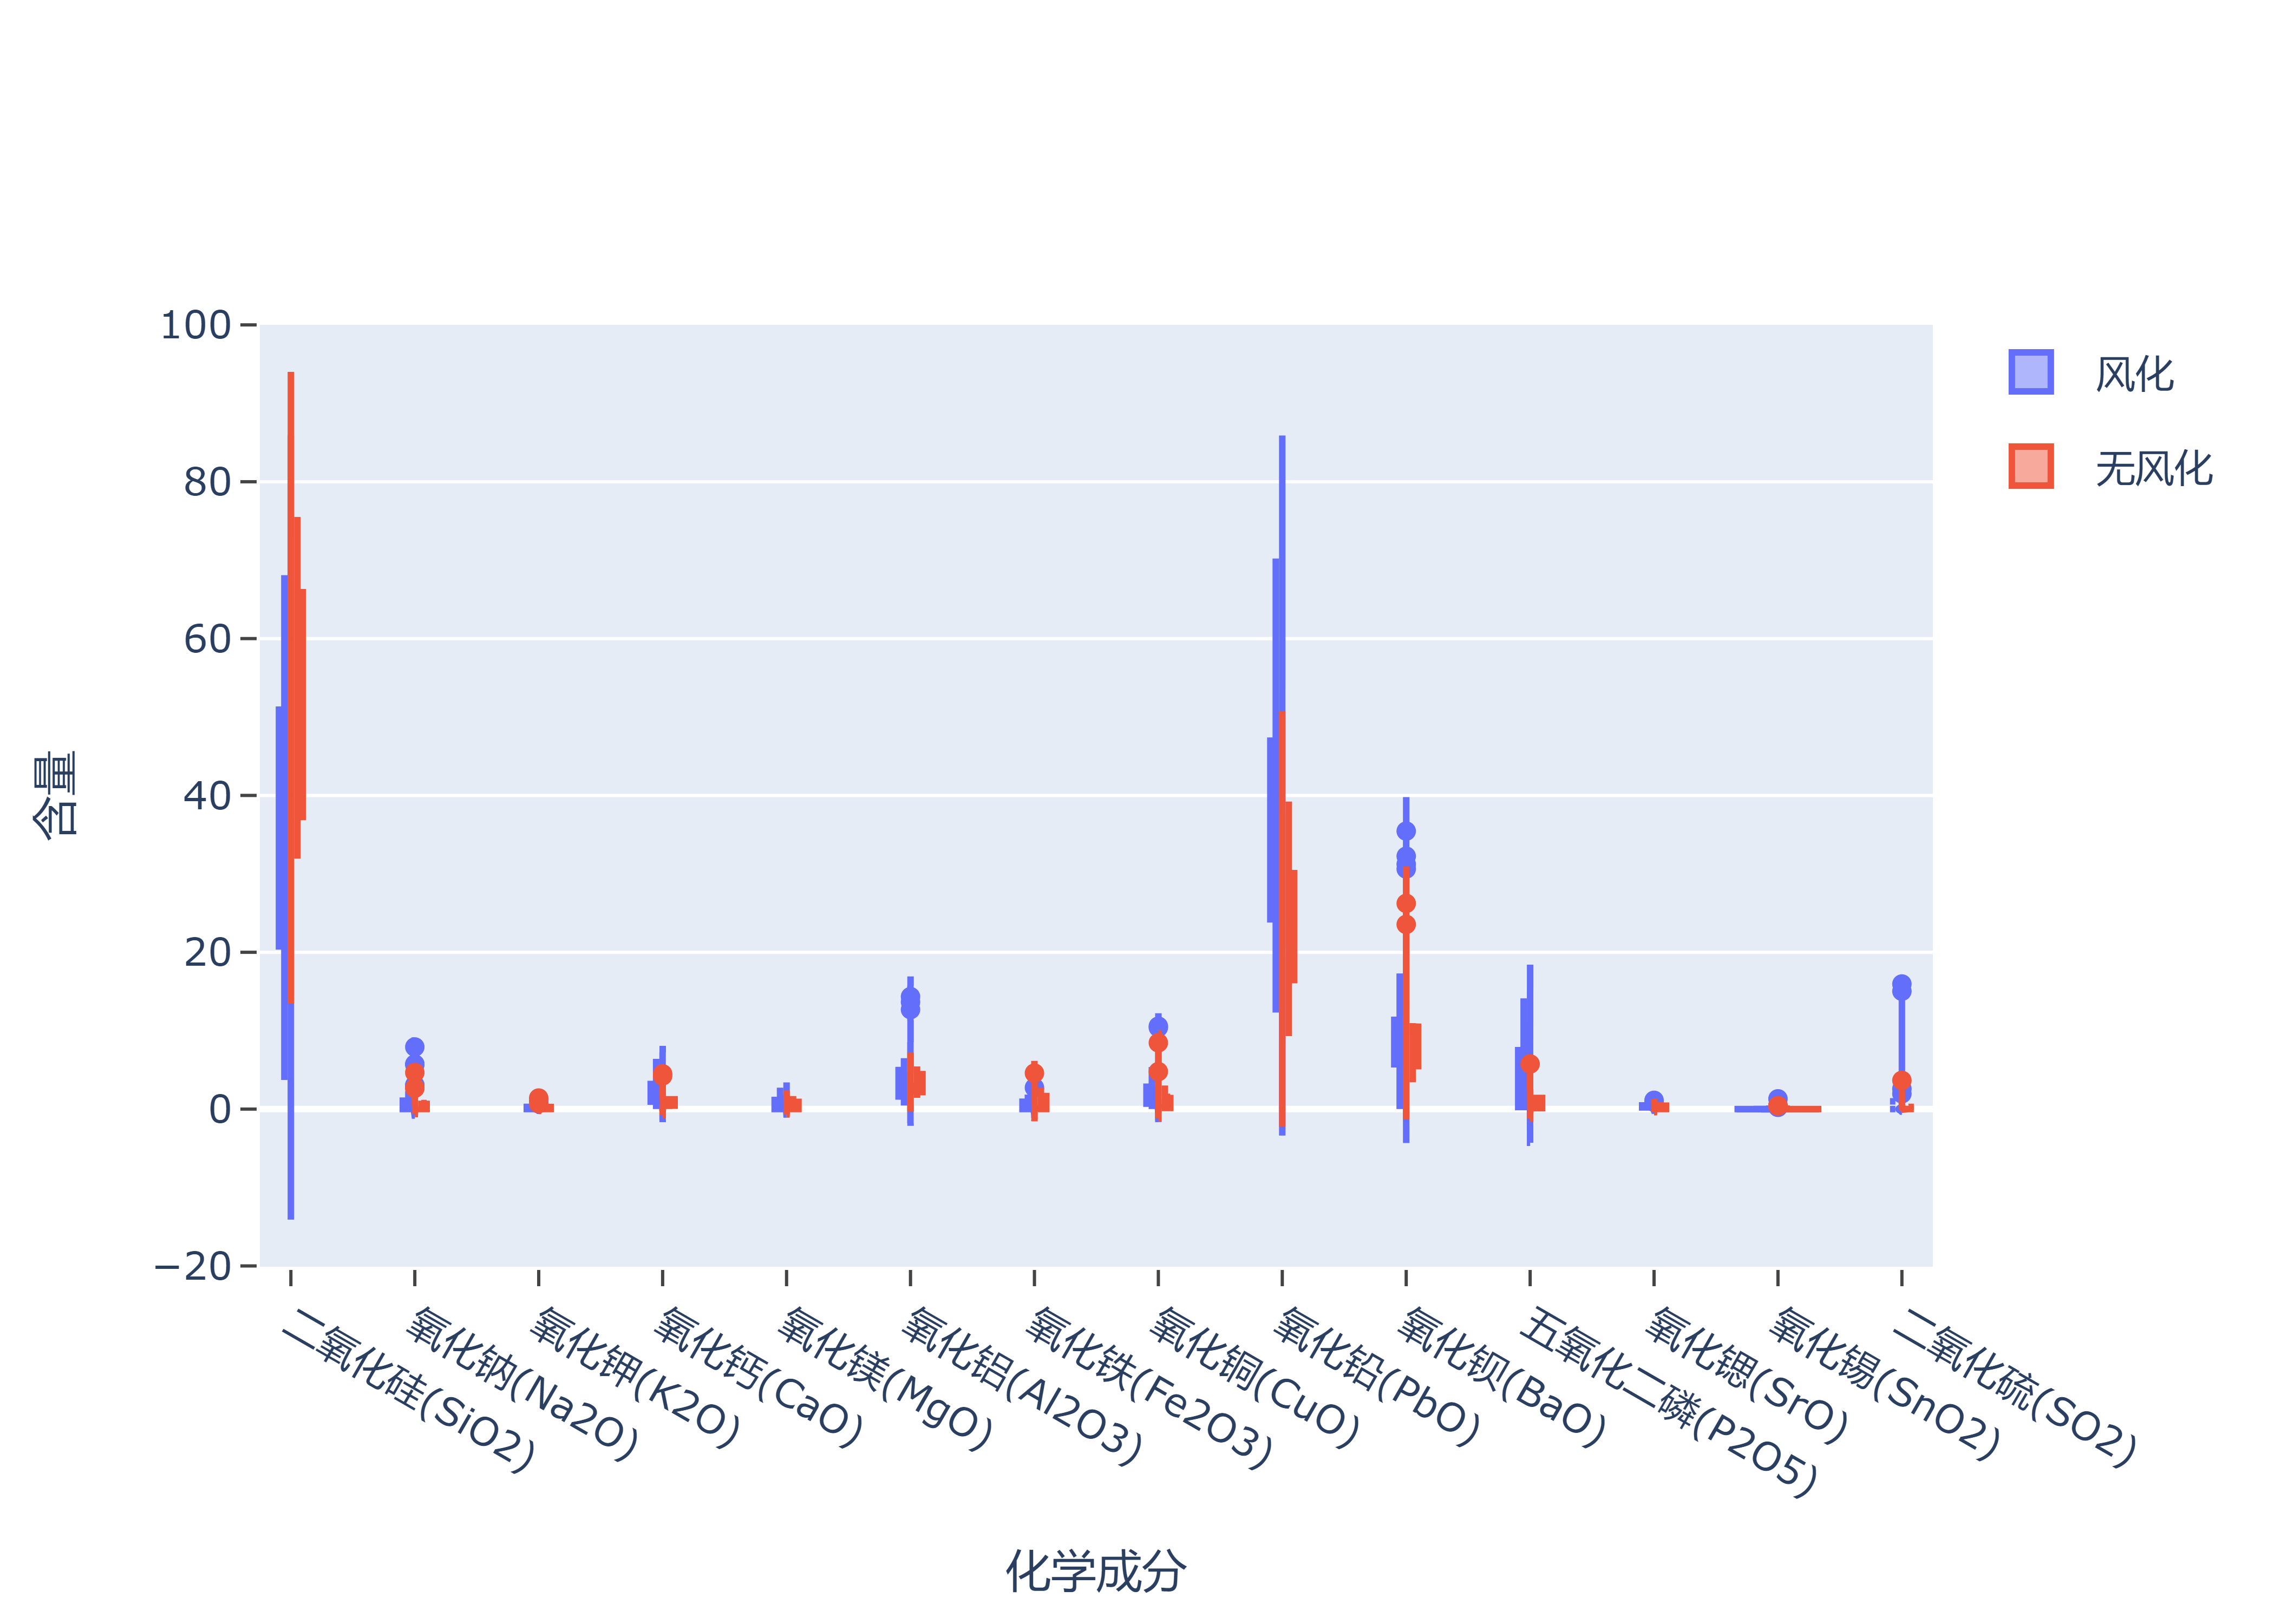 100
80
60
40
20
0
−20
含量
风化
无风化
二氧化硅(SiO2)
氧化钠(Na2O)
氧化钾(K2O)
氧化钙(CaO)
氧化镁(MgO)
氧化铝(Al2O3)
氧化铁(Fe2O3)
氧化铜(CuO)
氧化铅(PbO)
氧化钡(BaO)
五氧化二磷(P2O5)
氧化锶(SrO)
氧化锡(SnO2)
二氧化硫(SO2)
化学成分